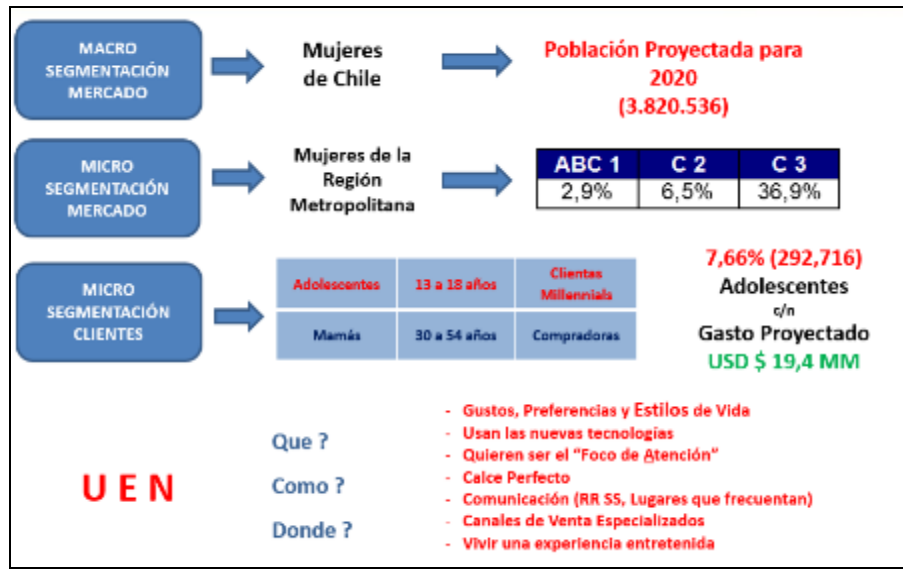 MACRO
SEGMENTACIÓN
MERCADO
Mujeres
de Chile
Población Proyectada para
2020
(3.820.536)
MICRO
SEGMENTACIÓN
MERCADO
Mujeres de la
Región
Metropolitana
ABC 1 C 2 C 3
2,9% 6,5% 36,9%
MICRO
SEGMENTACIÓN
CLIENTES
Adolescentes 13 a 18 años Clientas
Millennials
Mamás 30 a 54 años Compradoras
7,66% (292,716)
Adolescentes
c/n
Gasto Proyectado
USD $ 19,4 MM
U E N
Que ?
Como ?
Donde ?
- Gustos, Preferencias y Estilos de Vida
- Usan las nuevas tecnologías
- Quieren ser el “Foco de Atención”
- Calce Perfecto
- Comunicación (RR SS, Lugares que frecuentan)
- Canales de Venta Especializados
- Vivir una experiencia entretenida